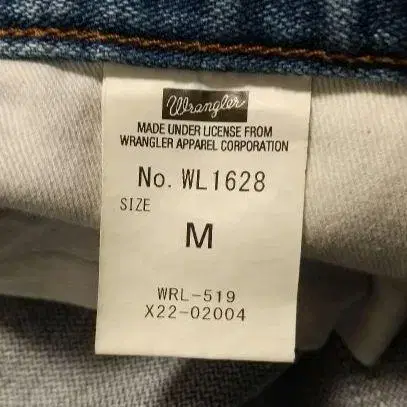 Wrangler
MADE UNDER LICENSE FROM
WRANGLER APPAREL CORPORATION
No. WL1628
SIZE
M
WRL-519
X22-02004